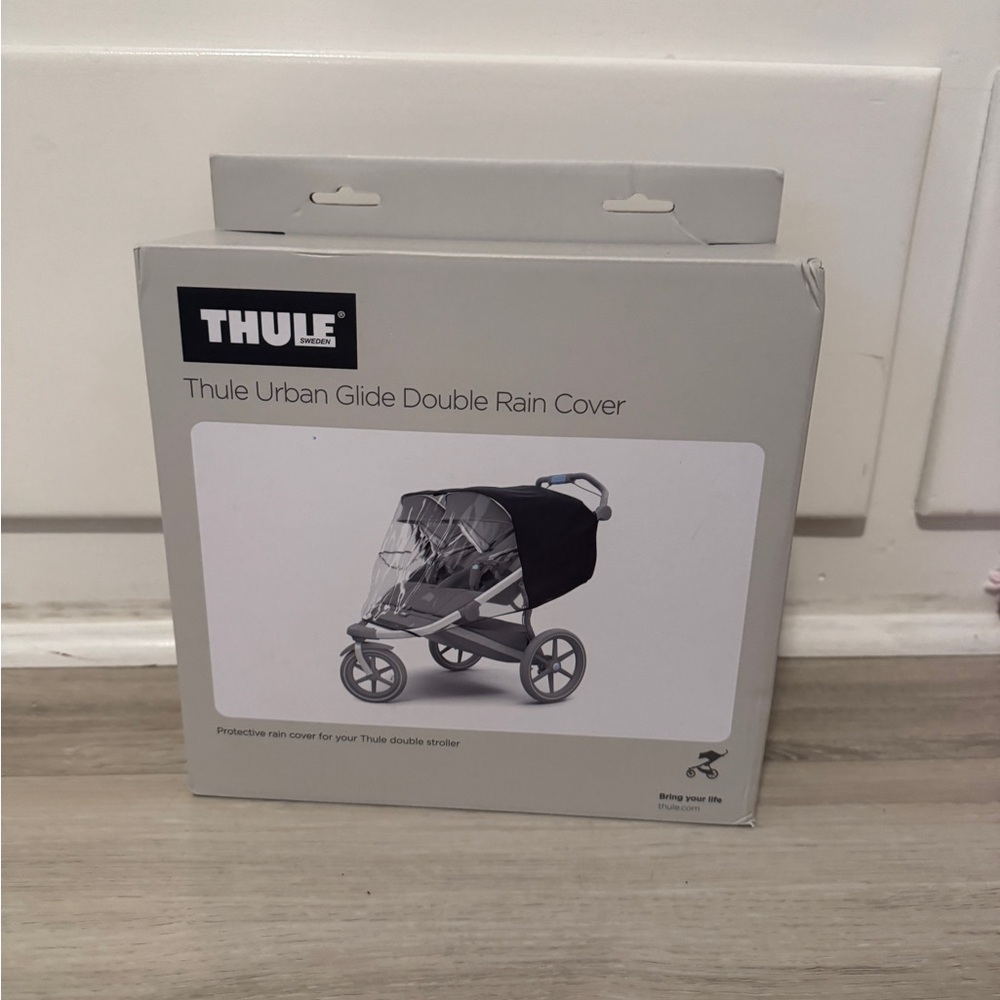 THULE®
SWEDEN
Thule Urban Glide Double Rain Cover
Protective rain cover for your Thule double stroller
Bring your life
thule.com